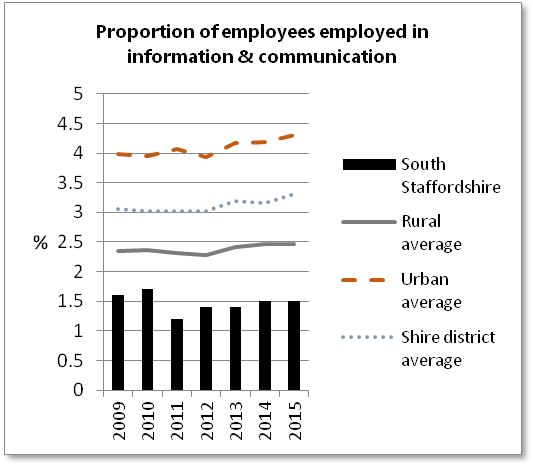 Proportion of employees employed in
information & communication
5
4.5
4
3.5
3
% 2.5
2
1.5
1
0.5
0
2009
2010
2011
2012
2013
2014
2015
South
Staffordshire
Rural
average
Urban
average
Shire district
average